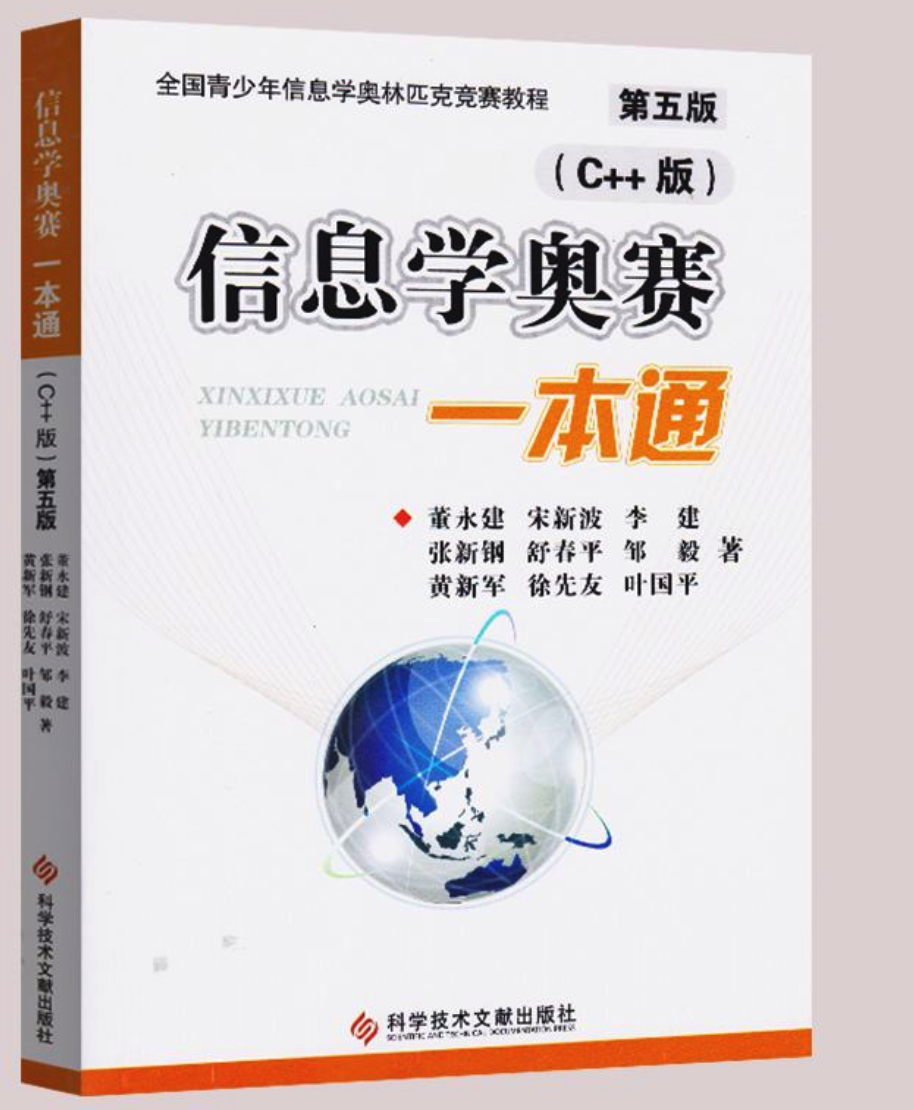 全国青少年信息学奥林匹克竞赛教程
第五版
(C++版)
信息学奥赛
XINXIXUE AOSAI
YIBENTONG
一本通
董永建 宋新波 李 建
张新钢 舒春平 邹 毅 著
黄新军 徐先友 叶国平
科学技术文献出版社
SCIENTIFIC AND TECHNICAL DOCUMENTATION PRESS
信息学奥赛一本通
(C++版)第五版
董永建 宋新波 李 建
张新钢 舒春平 邹 毅 著
黄新军 徐先友 叶国平
科学技术文献出版社